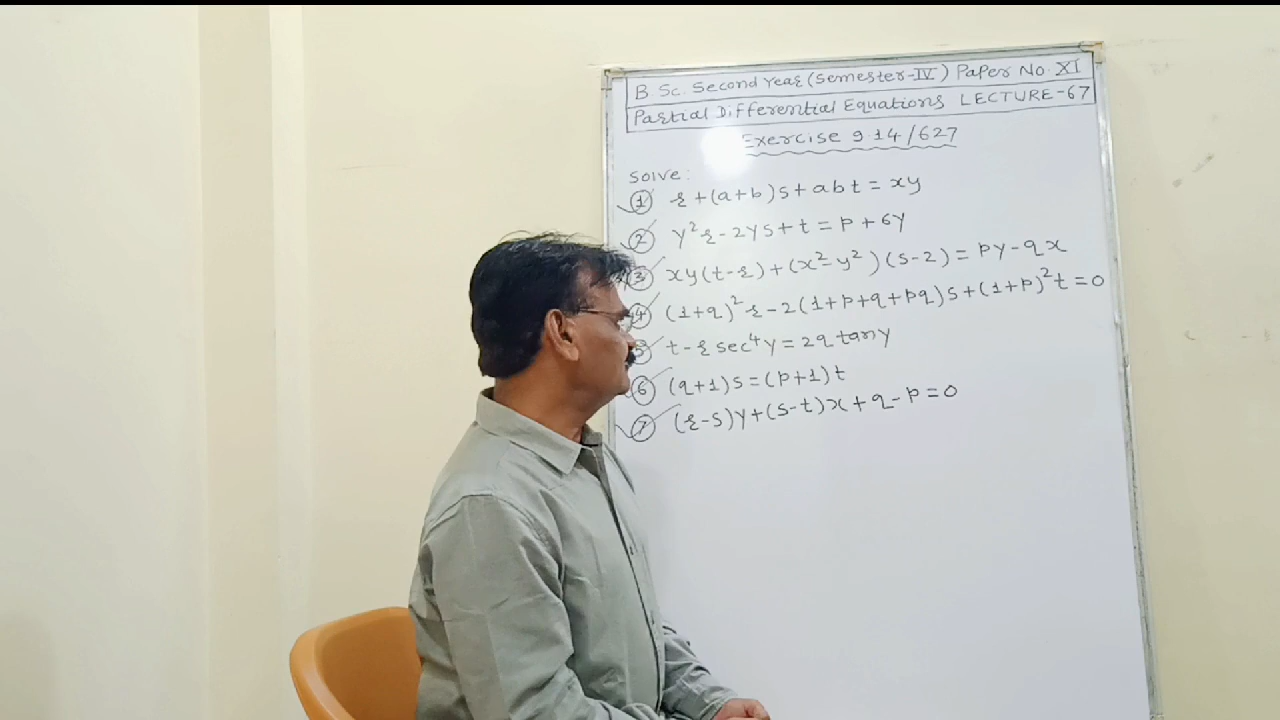 B.Sc. Second Year (Semester-IV) Paper No. XI
Partial Differential Equations LECTURE-67
Exercise 9.14/627
Solve:
① r+(a+b)s+abt=xy
② y²r-2ys+t=p+6y
③ xy(t-r)+(x²-y²)(s-2)=py-qx
④ (1+q)²r-2(1+p+q+pq)s+(1+p)²t=0
⑤ t-r sec⁴y=2q tany
⑥ (q+1)s=(p+1)t
⑦ (r-s)y+(s-t)x+q-p=0